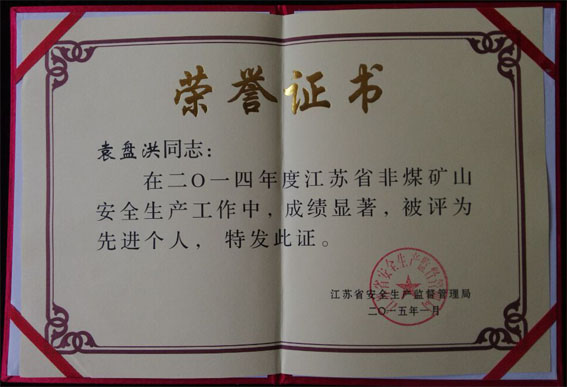 荣誉证书
袁盘洪同志：
在二〇一四年度江苏省非煤矿山
安全生产工作中，成绩显著，被评为
先进个人，特发此证。
江苏省安全生产监督管理局
二〇一五年一月